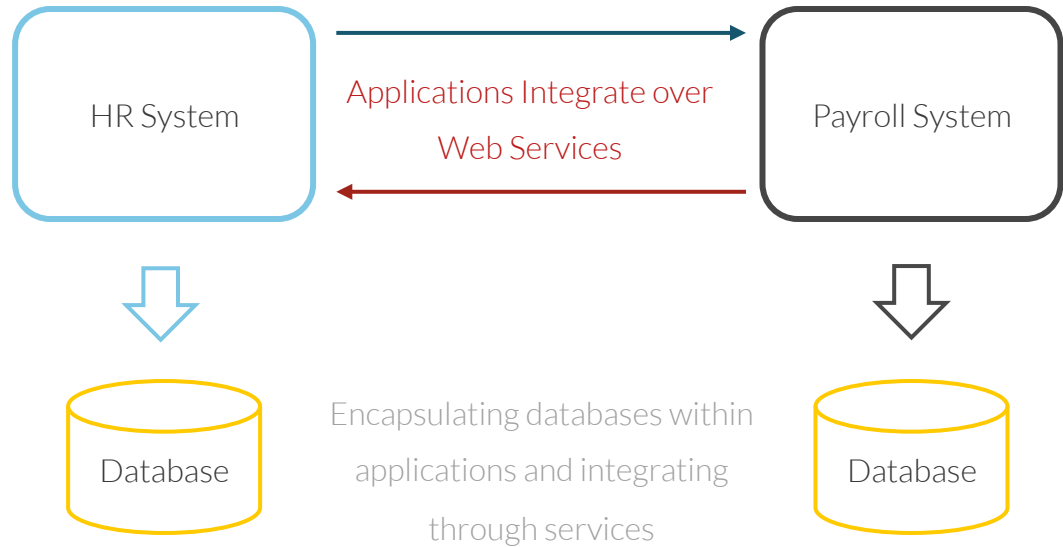 HR System
Applications Integrate over
Web Services
Payroll System
Database
Encapsulating databases within
applications and integrating
through services
Database